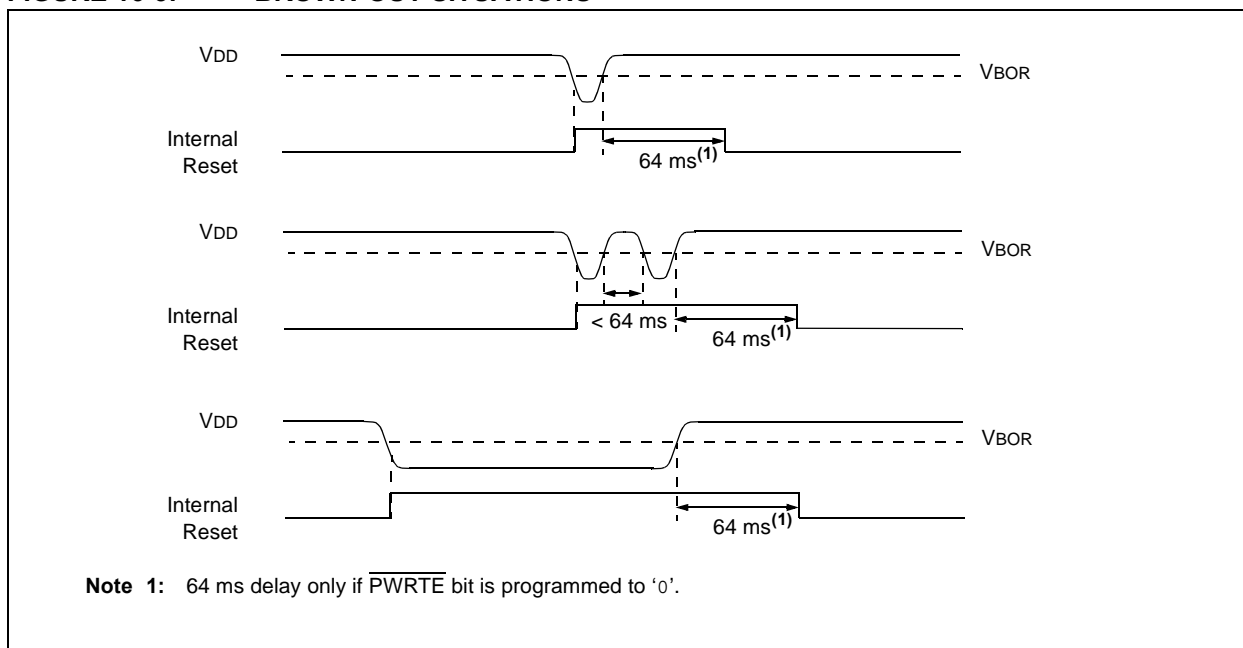 VDD
VBOR
Internal
Reset
64 ms(1)
VDD
VBOR
Internal
Reset
< 64 ms
64 ms(1)
VDD
VBOR
Internal
Reset
64 ms(1)
Note 1: 64 ms delay only if PWRTE bit is programmed to ‘0’.